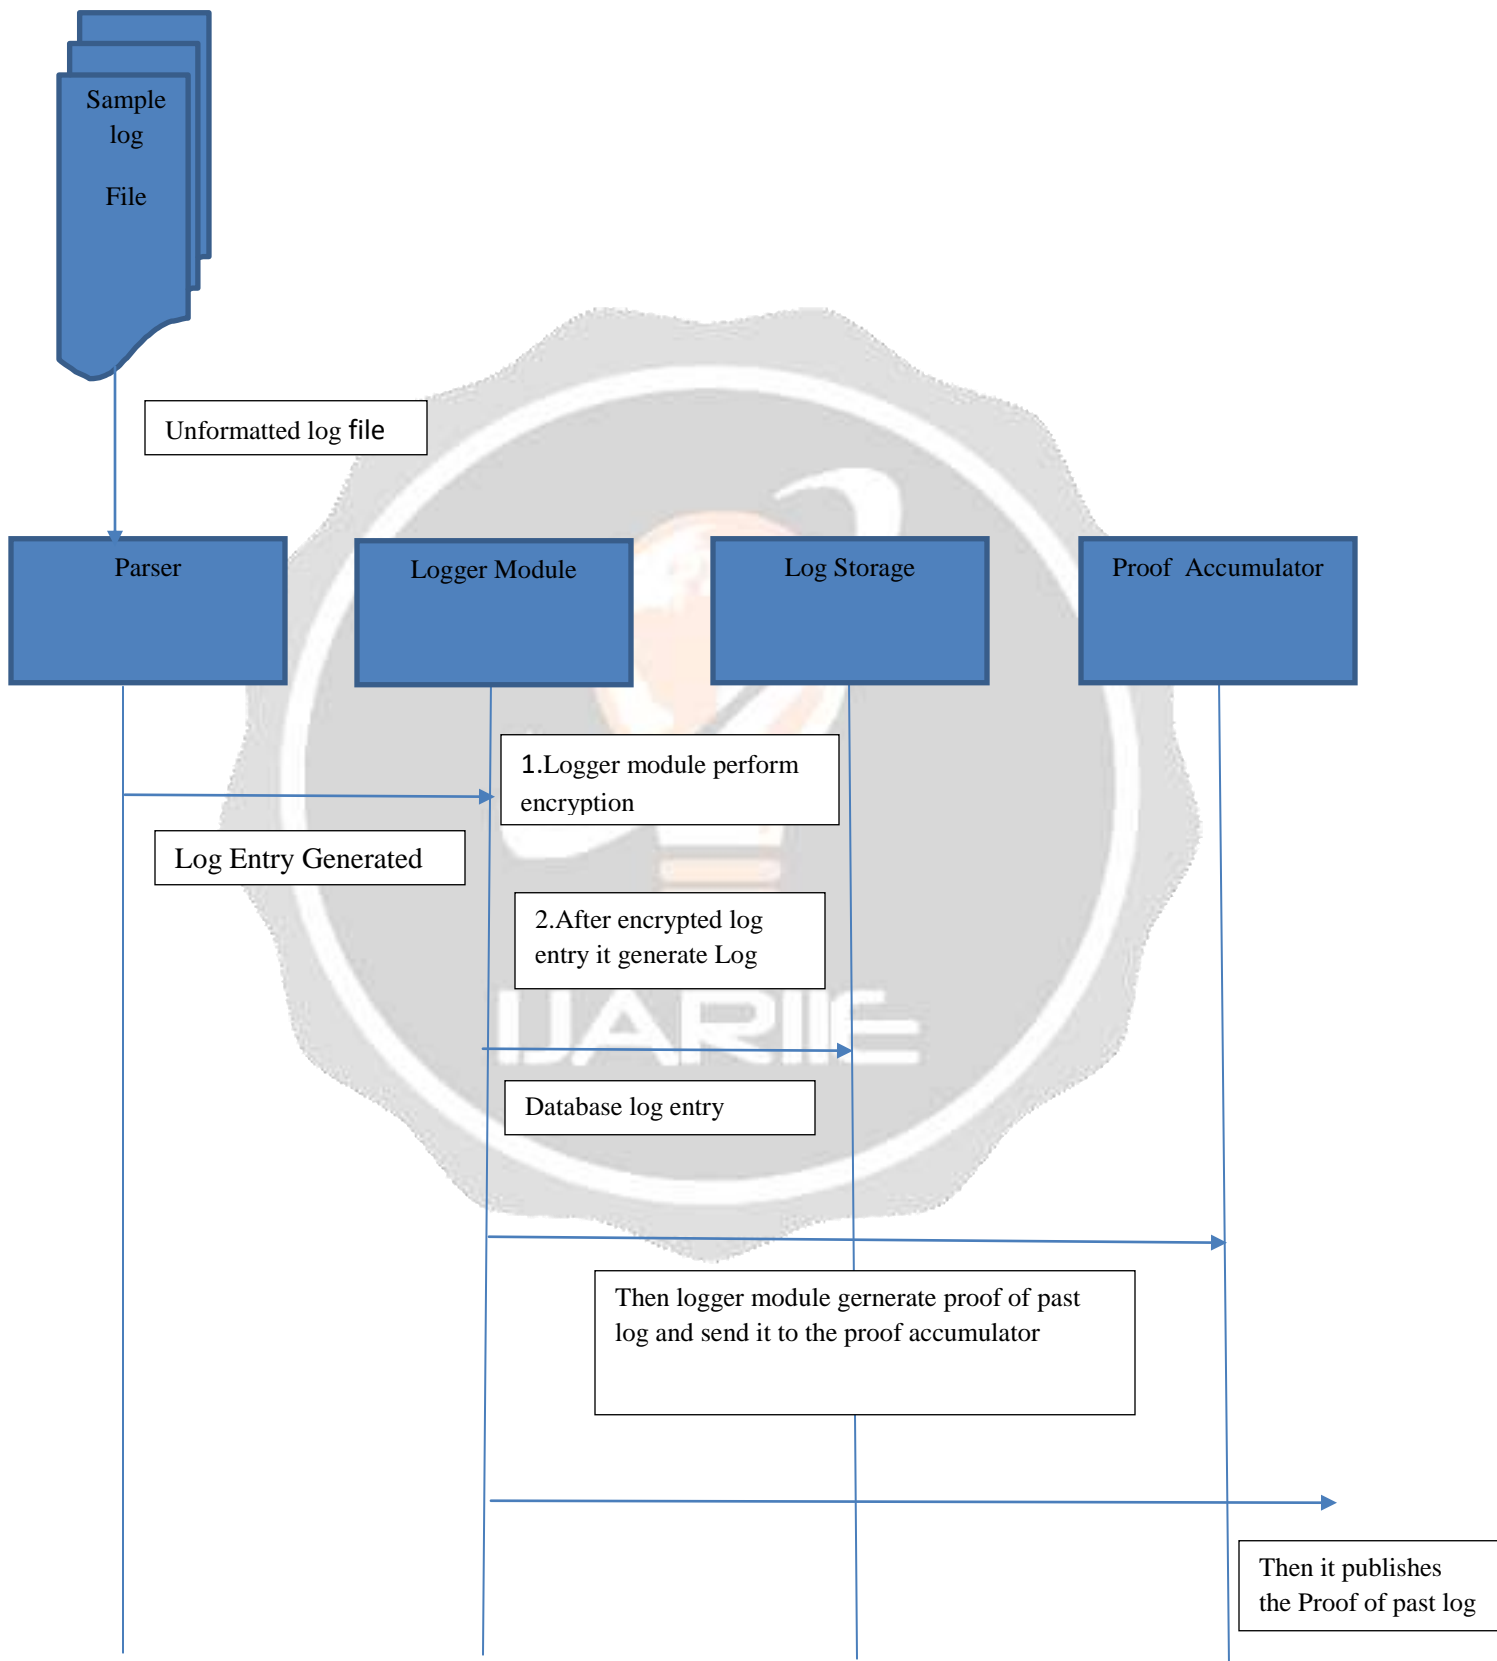 Sample
log
File
Unformatted log file
Parser
Logger Module
Log Storage
Proof Accumulator
1.Logger module perform
encryption
Log Entry Generated
2.After encrypted log
entry it generate Log
IJARIIE
Database log entry
Then logger module gernerate proof of past
log and send it to the proof accumulator
Then it publishes
the Proof of past log